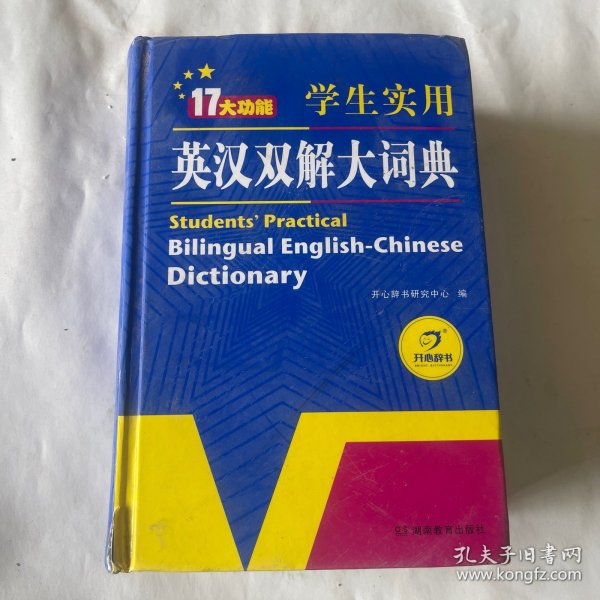 17大功能
学生实用
英汉双解大词典
Students' Practical
Bilingual English-Chinese
Dictionary
开心辞书研究中心 编
开心辞书
湖南教育出版社
孔夫子旧书网
www.kongfz.com